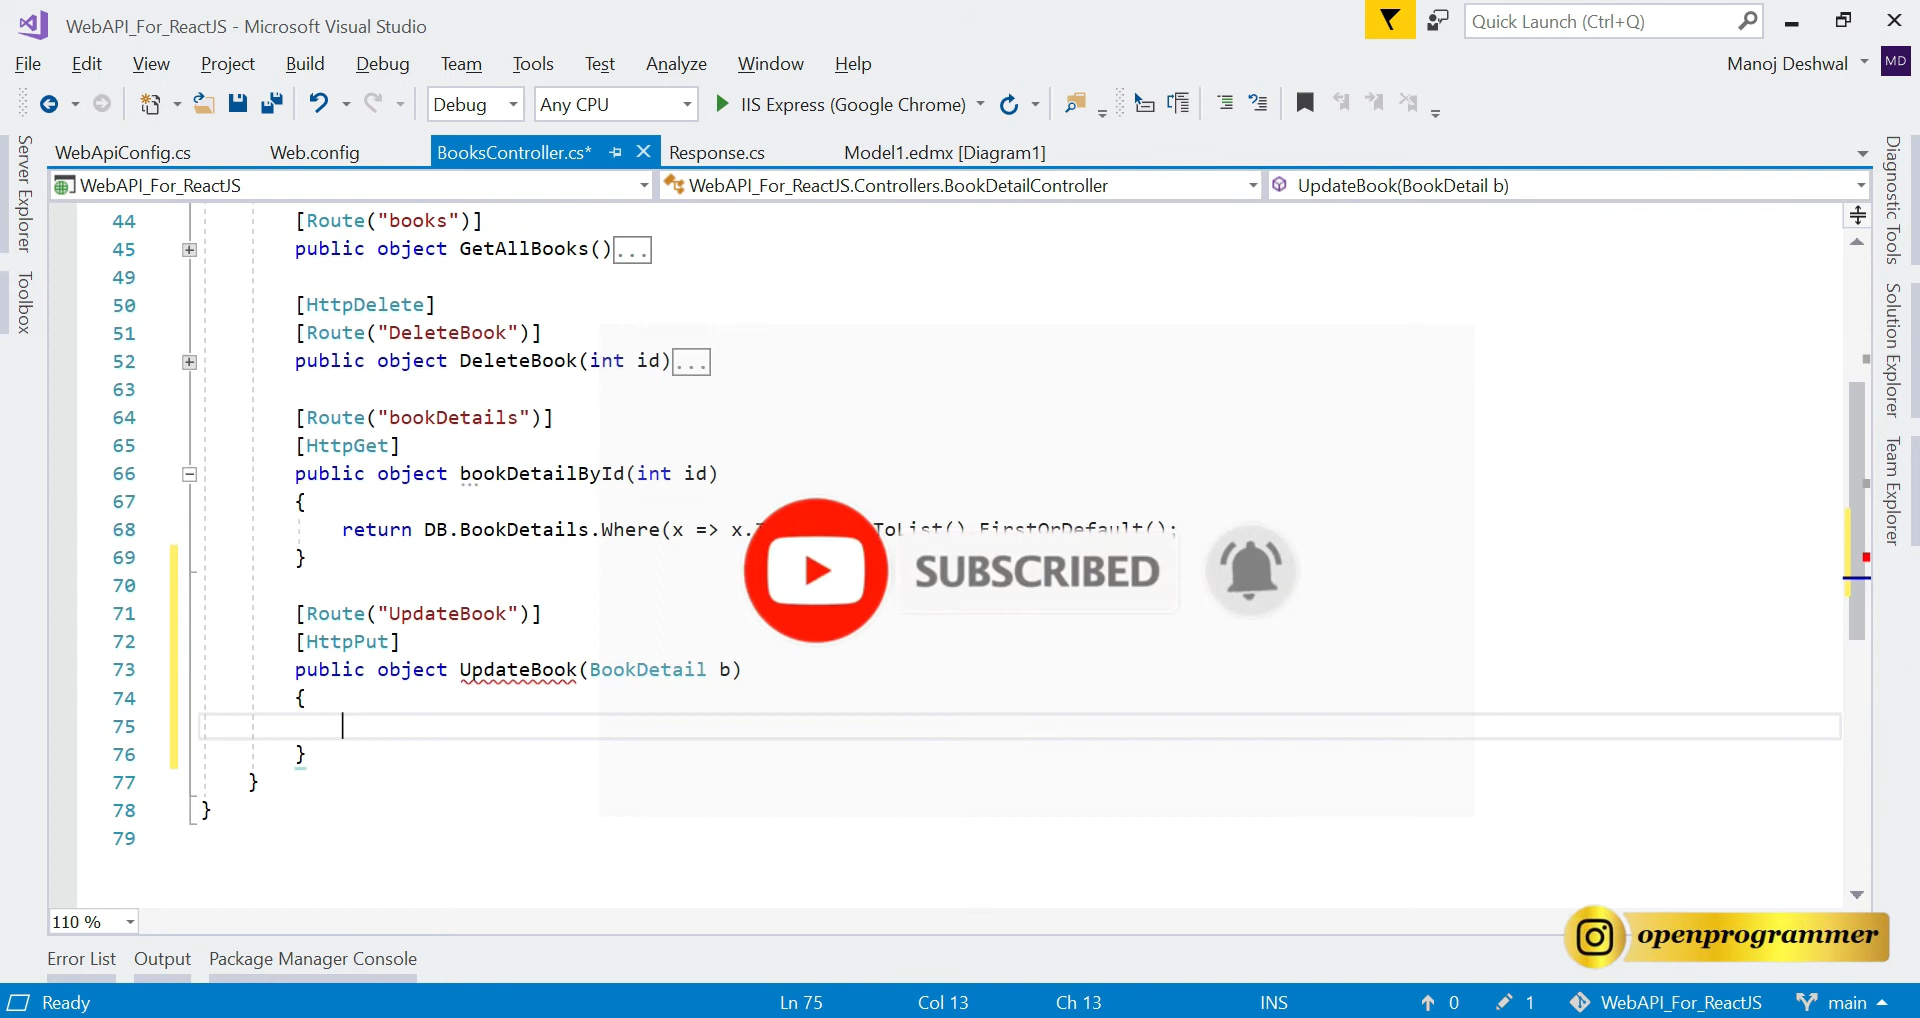 WebAPI_For_ReactJS - Microsoft Visual Studio
Quick Launch (Ctrl+Q)
File Edit View Project Build Debug Team Tools Test Analyze Window Help
Manoj Deshwal MD
Debug Any CPU IIS Express (Google Chrome)
WebApiConfig.cs Web.config BooksController.cs* Response.cs Model1.edmx [Diagram1]
WebAPI_For_ReactJS WebAPI_For_ReactJS.Controllers.BookDetailController UpdateBook(BookDetail b)
Server Explorer
Toolbox
Diagnostic Tools
Solution Explorer
Team Explorer
44 [Route("books")]
45 public object GetAllBooks()...
49
50 [HttpDelete]
51 [Route("DeleteBook")]
52 public object DeleteBook(int id)...
63
64 [Route("bookDetails")]
65 [HttpGet]
66 public object bookDetailById(int id)
67 {
68 return DB.BookDetails.Where(x => x. ToList().FirstOrDefault();
69 }
70
71 [Route("UpdateBook")]
72 [HttpPut]
73 public object UpdateBook(BookDetail b)
74 {
75
76 }
77 }
78 }
79
SUBSCRIBED
110 %
openprogrammer
Error List Output Package Manager Console
Ready Ln 75 Col 13 Ch 13 INS 0 1 WebAPI_For_ReactJS main